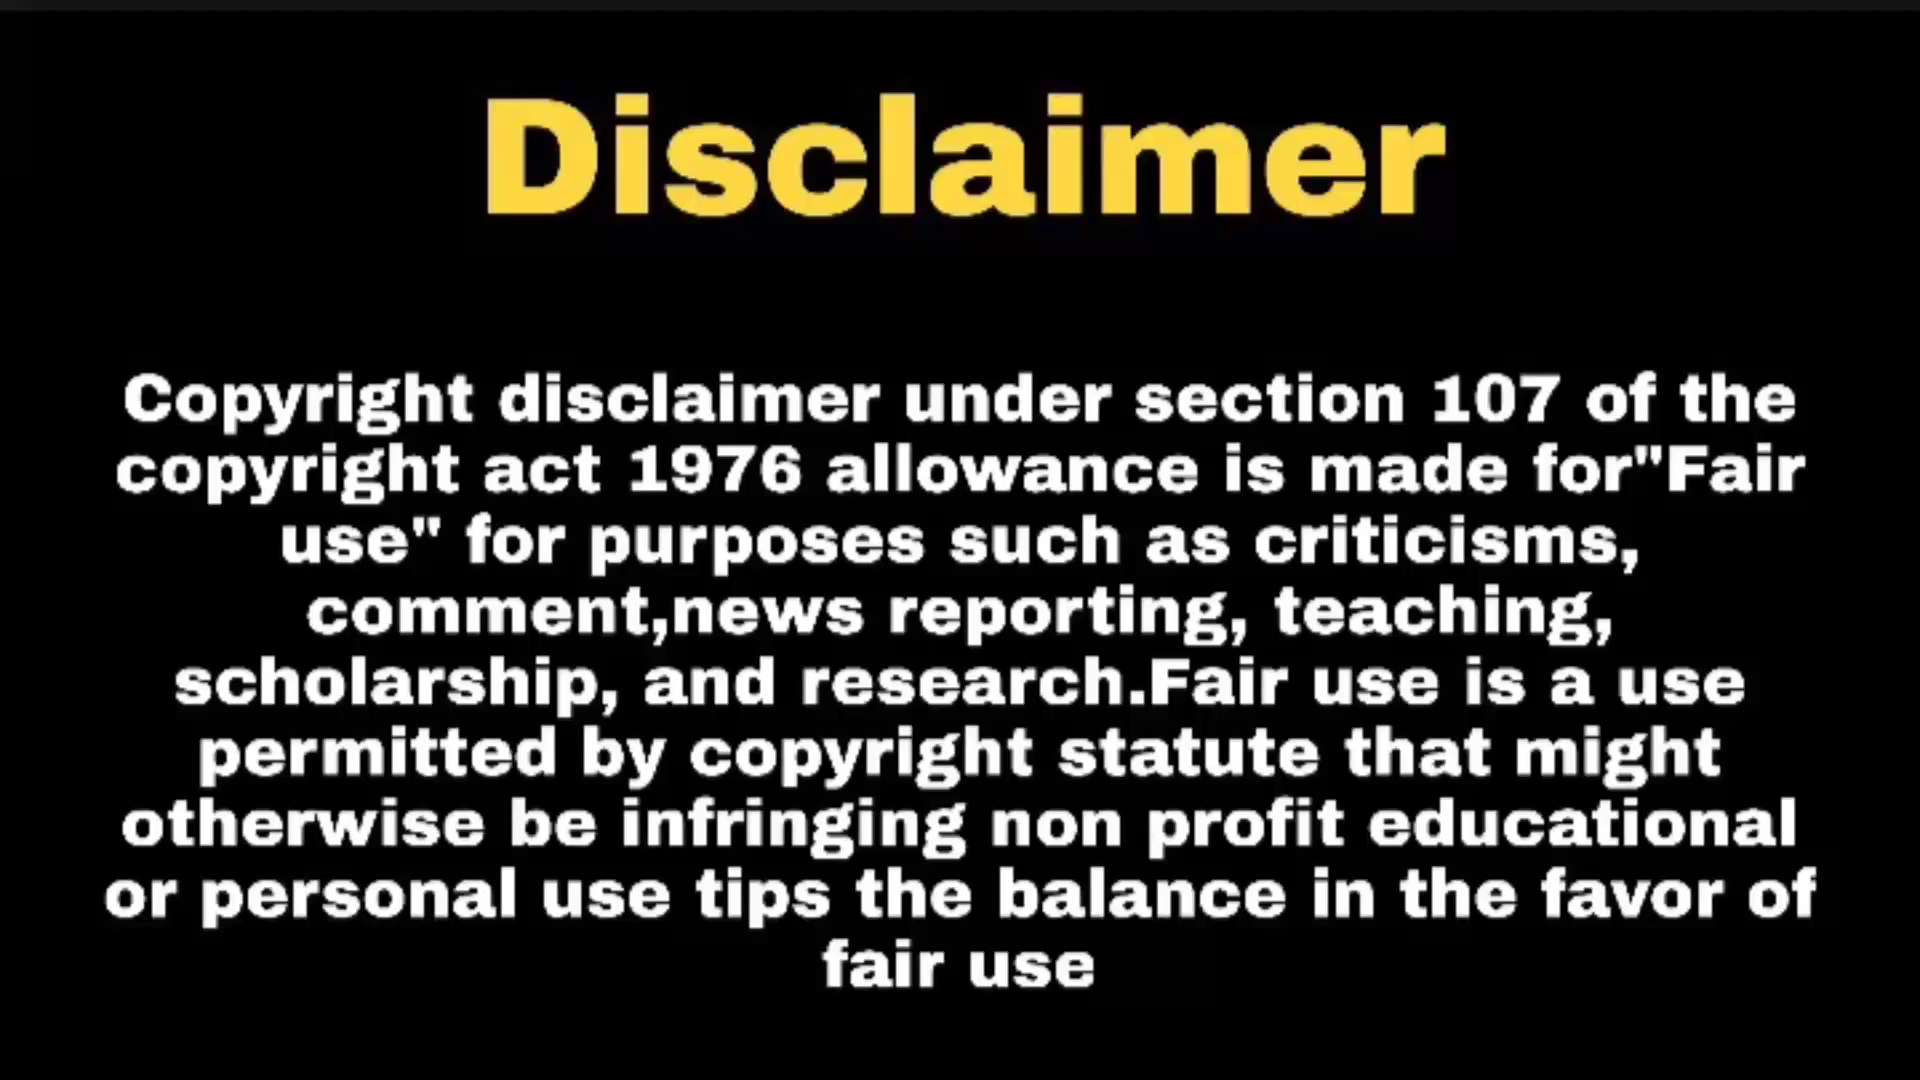 Disclaimer
Copyright disclaimer under section 107 of the
copyright act 1976 allowance is made for"Fair
use" for purposes such as criticisms,
comment,news reporting, teaching,
scholarship, and research.Fair use is a use
permitted by copyright statute that might
otherwise be infringing non profit educational
or personal use tips the balance in the favor of
fair use